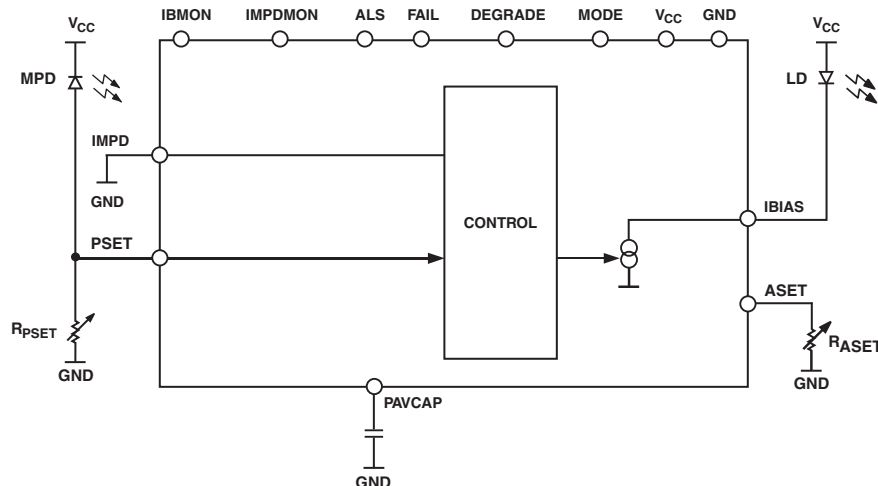 IBMON IMPDMON ALS FAIL DEGRADE MODE VCC GND
VCC
VCC
MPD
LD
IMPD
GND
CONTROL
IBIAS
PSET
ASET
RPSET
GND
RASET
GND
PAVCAP
GND